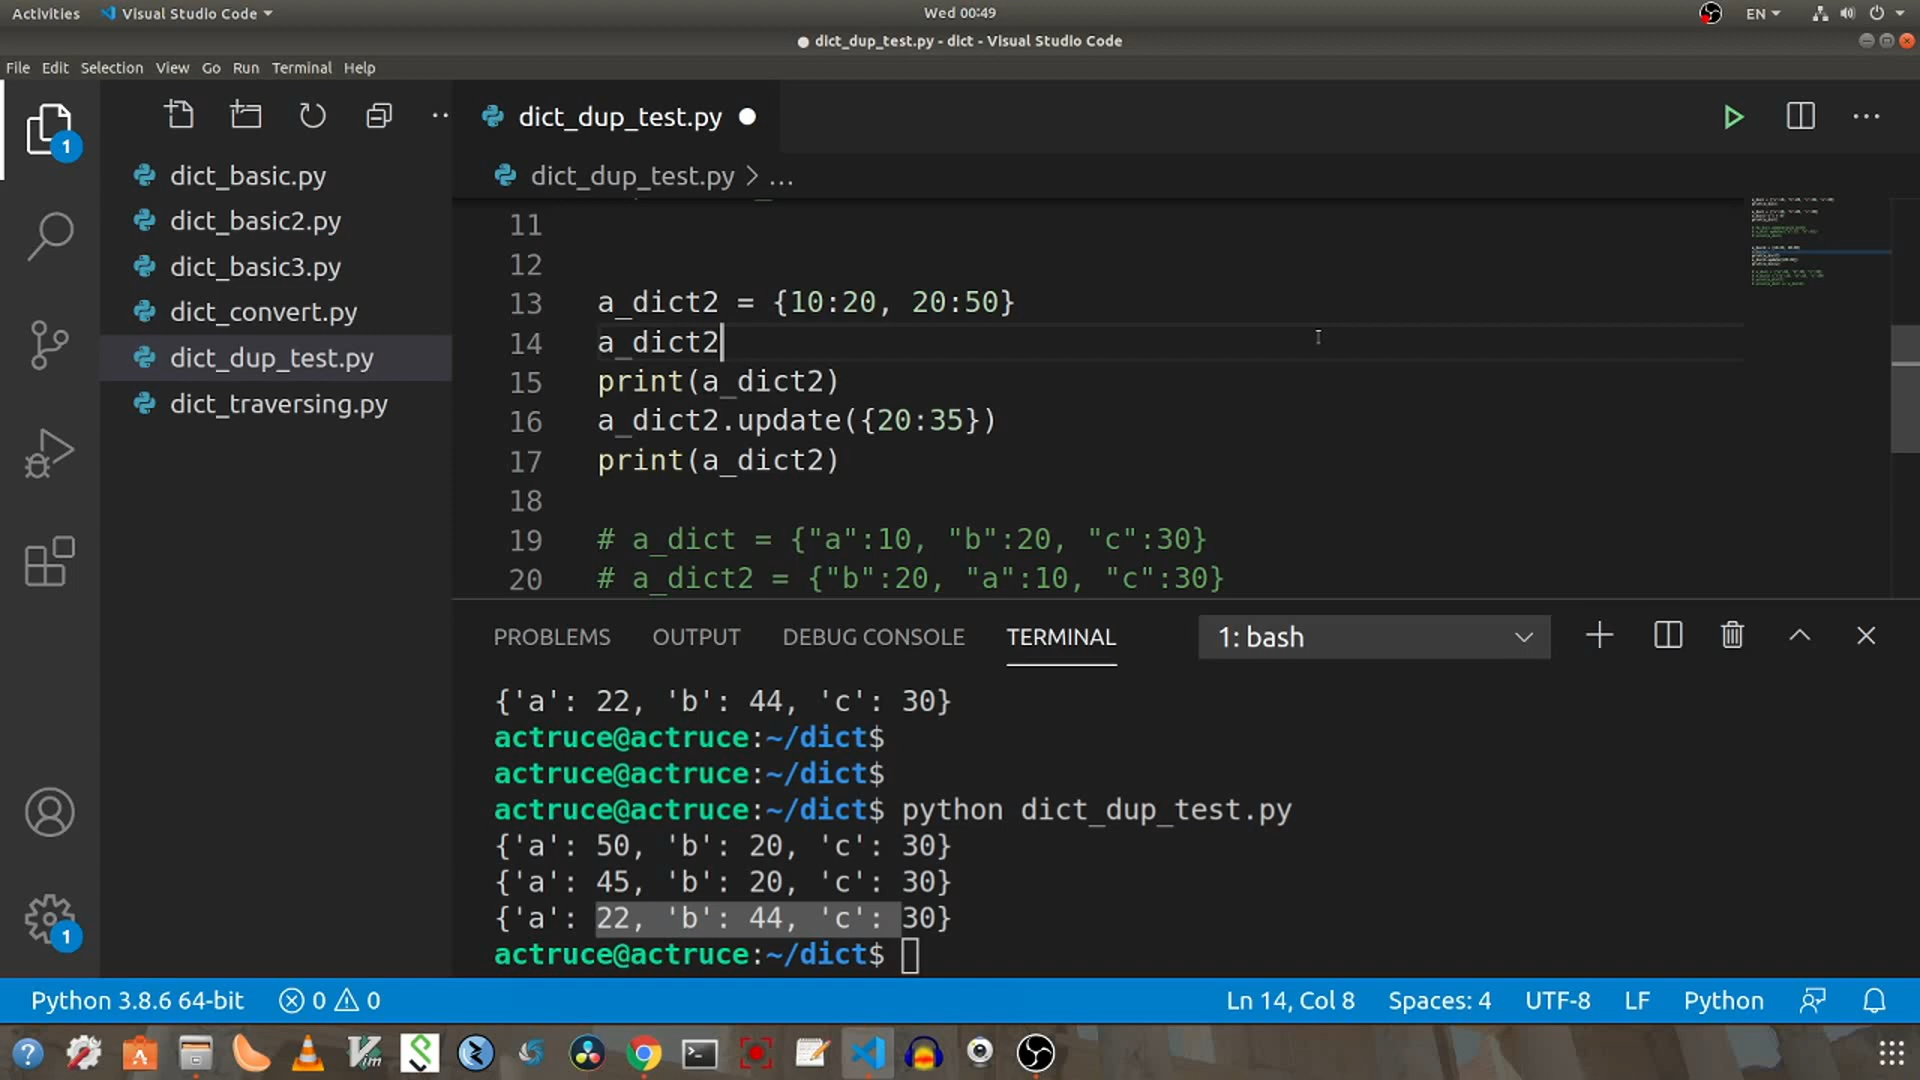 Activities Visual Studio Code Wed 00:49 EN
dict_dup_test.py - dict - Visual Studio Code
File Edit Selection View Go Run Terminal Help
1
dict_basic.py
dict_basic2.py
dict_basic3.py
dict_convert.py
dict_dup_test.py
dict_traversing.py
1
dict_dup_test.py
dict_dup_test.py > ...
11
12
13 a_dict2 = {10:20, 20:50}
14 a_dict2
15 print(a_dict2)
16 a_dict2.update({20:35})
17 print(a_dict2)
18
19 # a_dict = {"a":10, "b":20, "c":30}
20 # a_dict2 = {"b":20, "a":10, "c":30}
PROBLEMS OUTPUT DEBUG CONSOLE TERMINAL 1: bash
{'a': 22, 'b': 44, 'c': 30}
actruce@actruce:~/dict$
actruce@actruce:~/dict$
actruce@actruce:~/dict$ python dict_dup_test.py
{'a': 50, 'b': 20, 'c': 30}
{'a': 45, 'b': 20, 'c': 30}
{'a': 22, 'b': 44, 'c': 30}
actruce@actruce:~/dict$
Python 3.8.6 64-bit 0 0 Ln 14, Col 8 Spaces: 4 UTF-8 LF Python